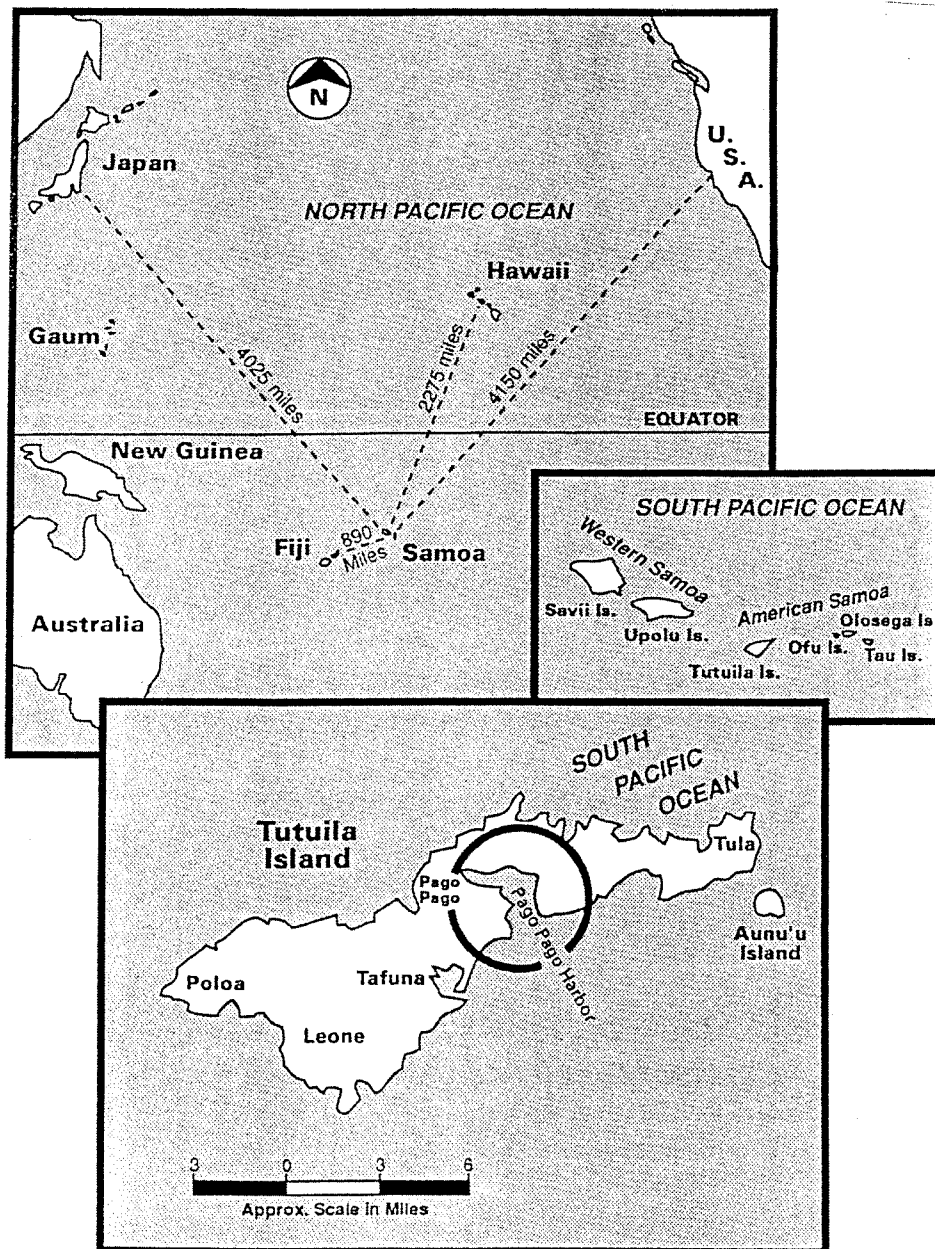 N
Japan
U.
S.
A.
NORTH PACIFIC OCEAN
Hawaii
Gaum
4025 miles
2275 miles
4150 miles
EQUATOR
New Guinea
Fiji
890
Miles
Samoa
Australia
SOUTH PACIFIC OCEAN
Western Samoa
Savii Is.
Upolu Is.
American Samoa
Olosega Is
Ofu Is.
Tau Is.
Tutuila Is.
SOUTH
PACIFIC
OCEAN
Tutuila
Island
Tula
Pago
Pago
Pago Pago Harbor
Aunu'u
Island
Poloa
Tafuna
Leone
3 0 3 6
Approx. Scale in Miles